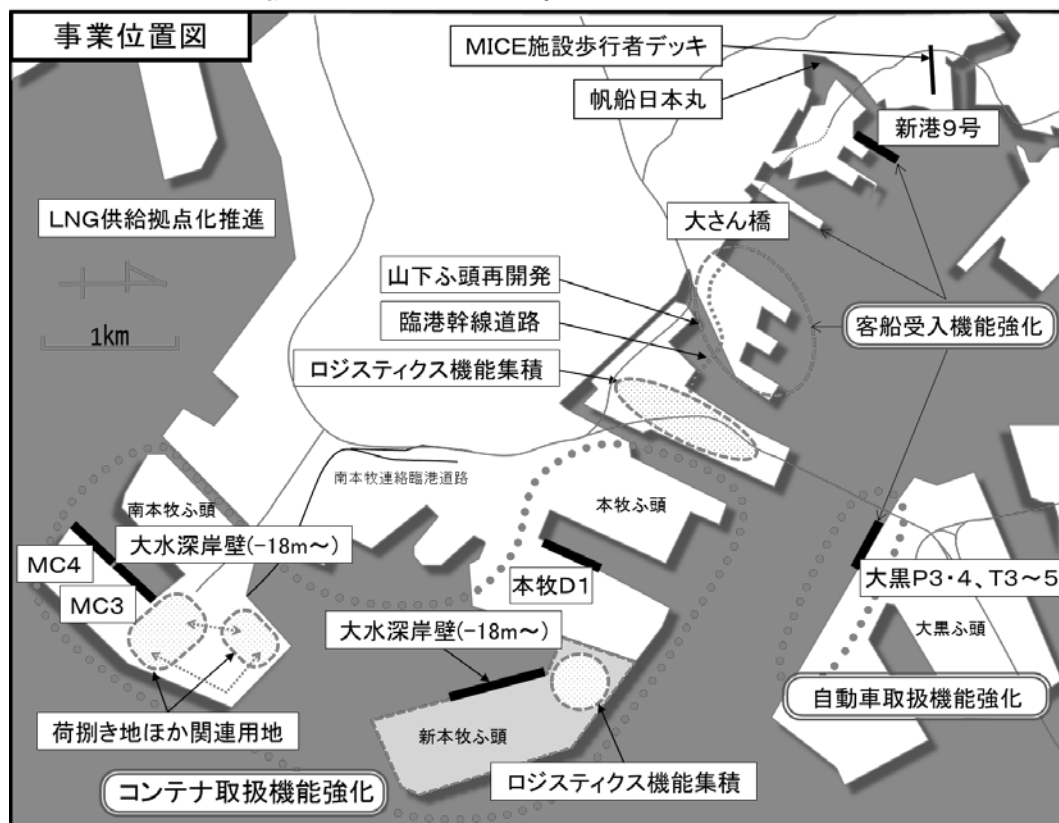 事業位置図
MICE施設歩行者デッキ
帆船日本丸
新港9号
LNG供給拠点化推進
大さん橋
山下ふ頭再開発
臨港幹線道路
客船受入機能強化
1km
ロジスティクス機能集積
南本牧連絡臨港道路
南本牧ふ頭
本牧ふ頭
大水深岸壁(-18m～)
MC4
MC3
本牧D1
大黒P3・4、T3～5
大水深岸壁(-18m～)
大黒ふ頭
自動車取扱機能強化
荷捌き地ほか関連用地
新本牧ふ頭
コンテナ取扱機能強化
ロジスティクス機能集積